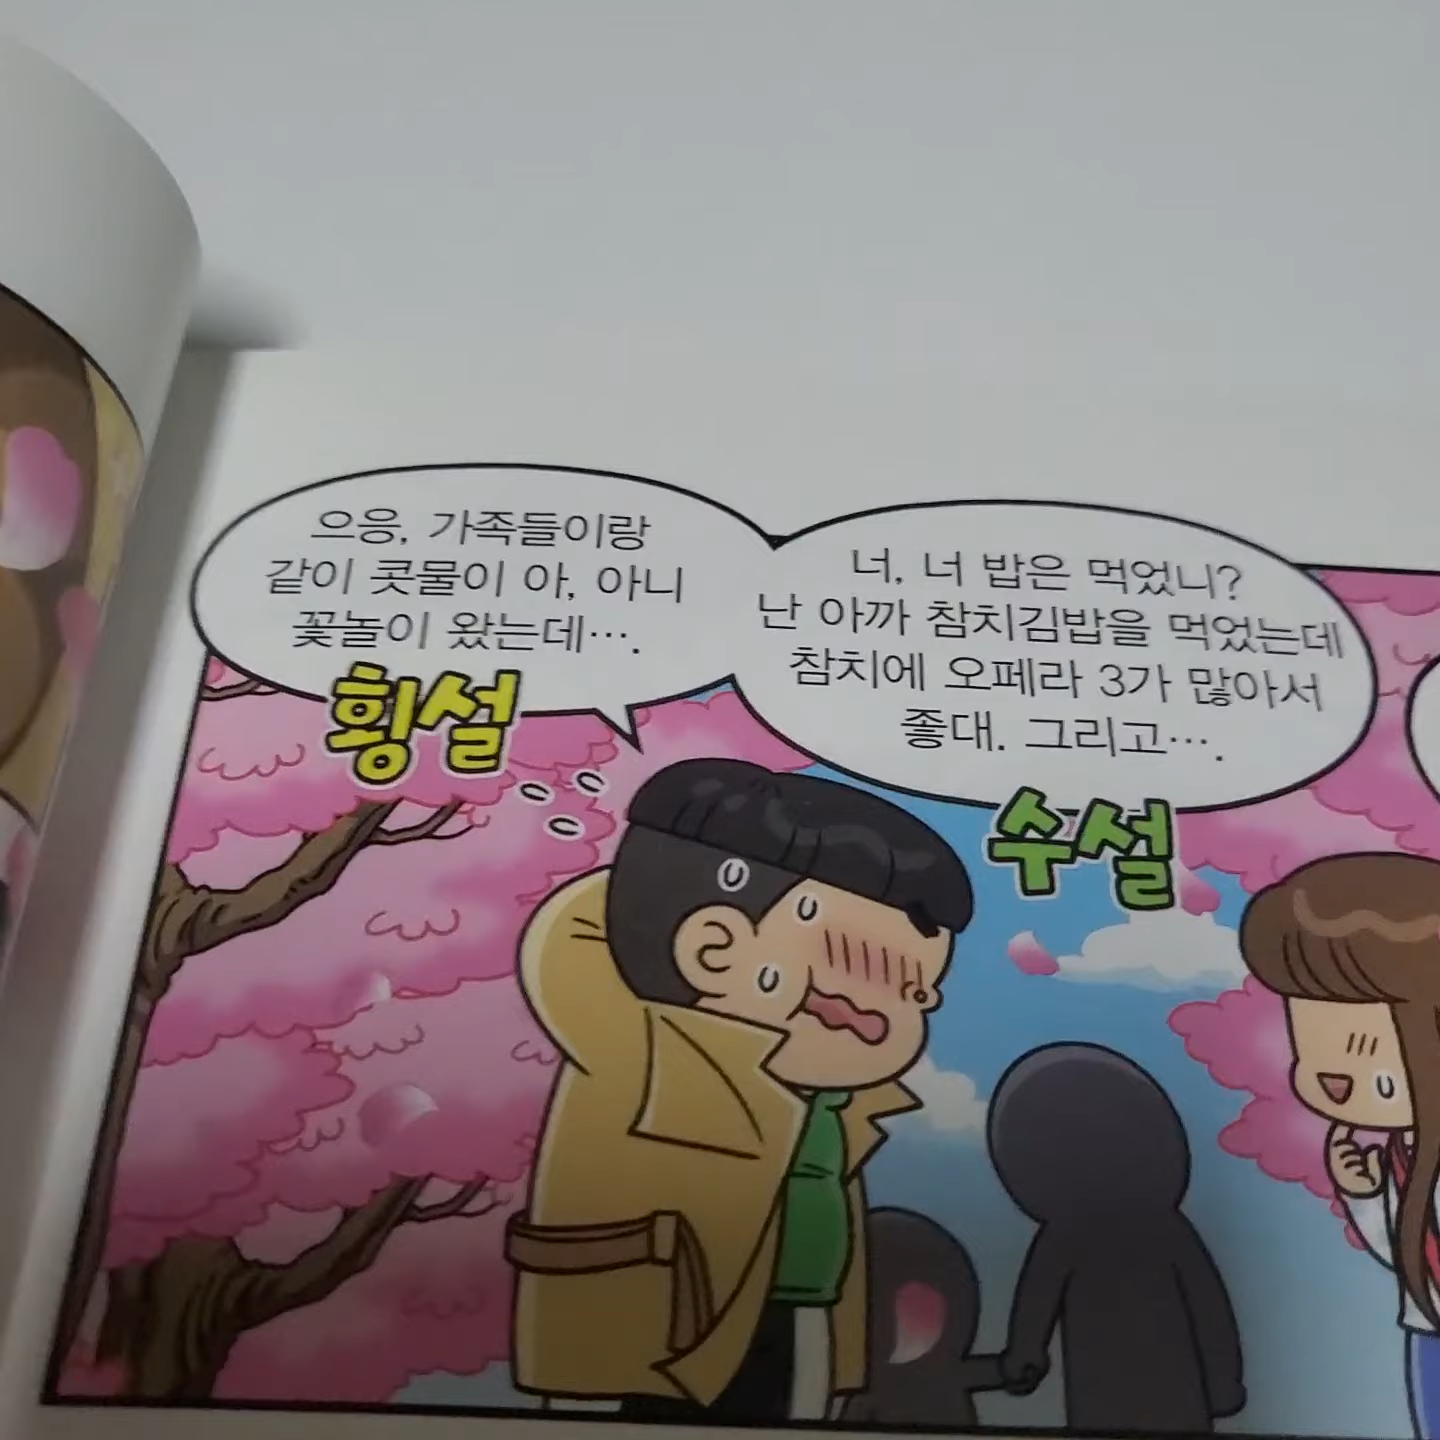 으응, 가족들이랑
같이 콧물이 아, 아니
꽃놀이 왔는데….
횡설
너, 너 밥은 먹었니?
난 아까 참치김밥을 먹었는데
참치에 오페라 3가 많아서
좋대. 그리고….
수설